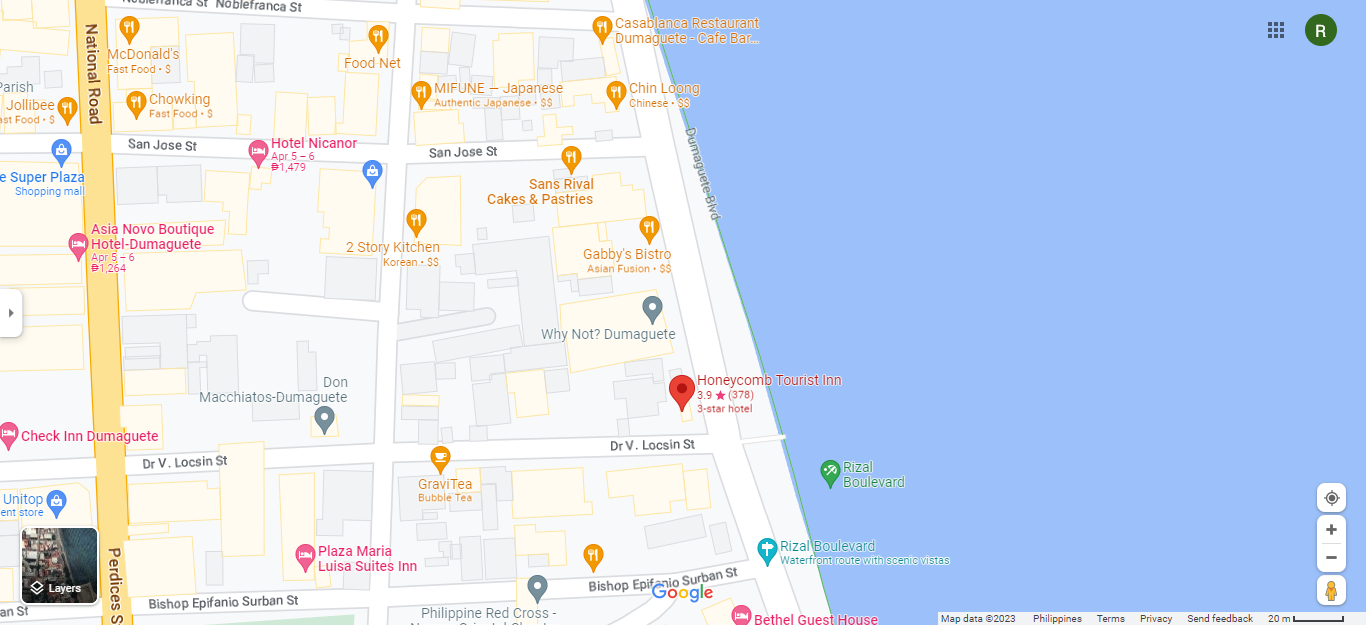 Noblefranca St
Noblefranca St
National Road
McDonald's
Fast Food · $
Food Net
Casablanca Restaurant
Dumaguete - Cafe Bar...
R
Parish
Jollibee
ast Food · $
Chowking
Fast Food · $
MIFUNE — Japanese
Authentic Japanese · $$
Chin Loong
Chinese · $$
San Jose St
Hotel Nicanor
Apr 5 – 6
₱1,479
San Jose St
Dumaguete Blvd
e Super Plaza
Shopping mall
Sans Rival
Cakes & Pastries
Asia Novo Boutique
Hotel-Dumaguete
Apr 5 – 6
₱1,264
2 Story Kitchen
Korean · $$
Gabby's Bistro
Asian Fusion · $$
Why Not? Dumaguete
Don
Macchiatos-Dumaguete
Honeycomb Tourist Inn
3.9 ★ (378)
3-star hotel
Check Inn Dumaguete
Dr V. Locsin St
Dr V. Locsin St
GraviTea
Bubble Tea
Rizal
Boulevard
Unitop
ent store
Plaza Maria
Luisa Suites Inn
Rizal Boulevard
Waterfront route with scenic vistas
Layers
Perdices S
an St
Bishop Epifanio Surban St
Bishop Epifanio Surban St
Google
Philippine Red Cross -
Bethel Guest House
Map data ©2023
Philippines
Terms
Privacy
Send feedback
20 m